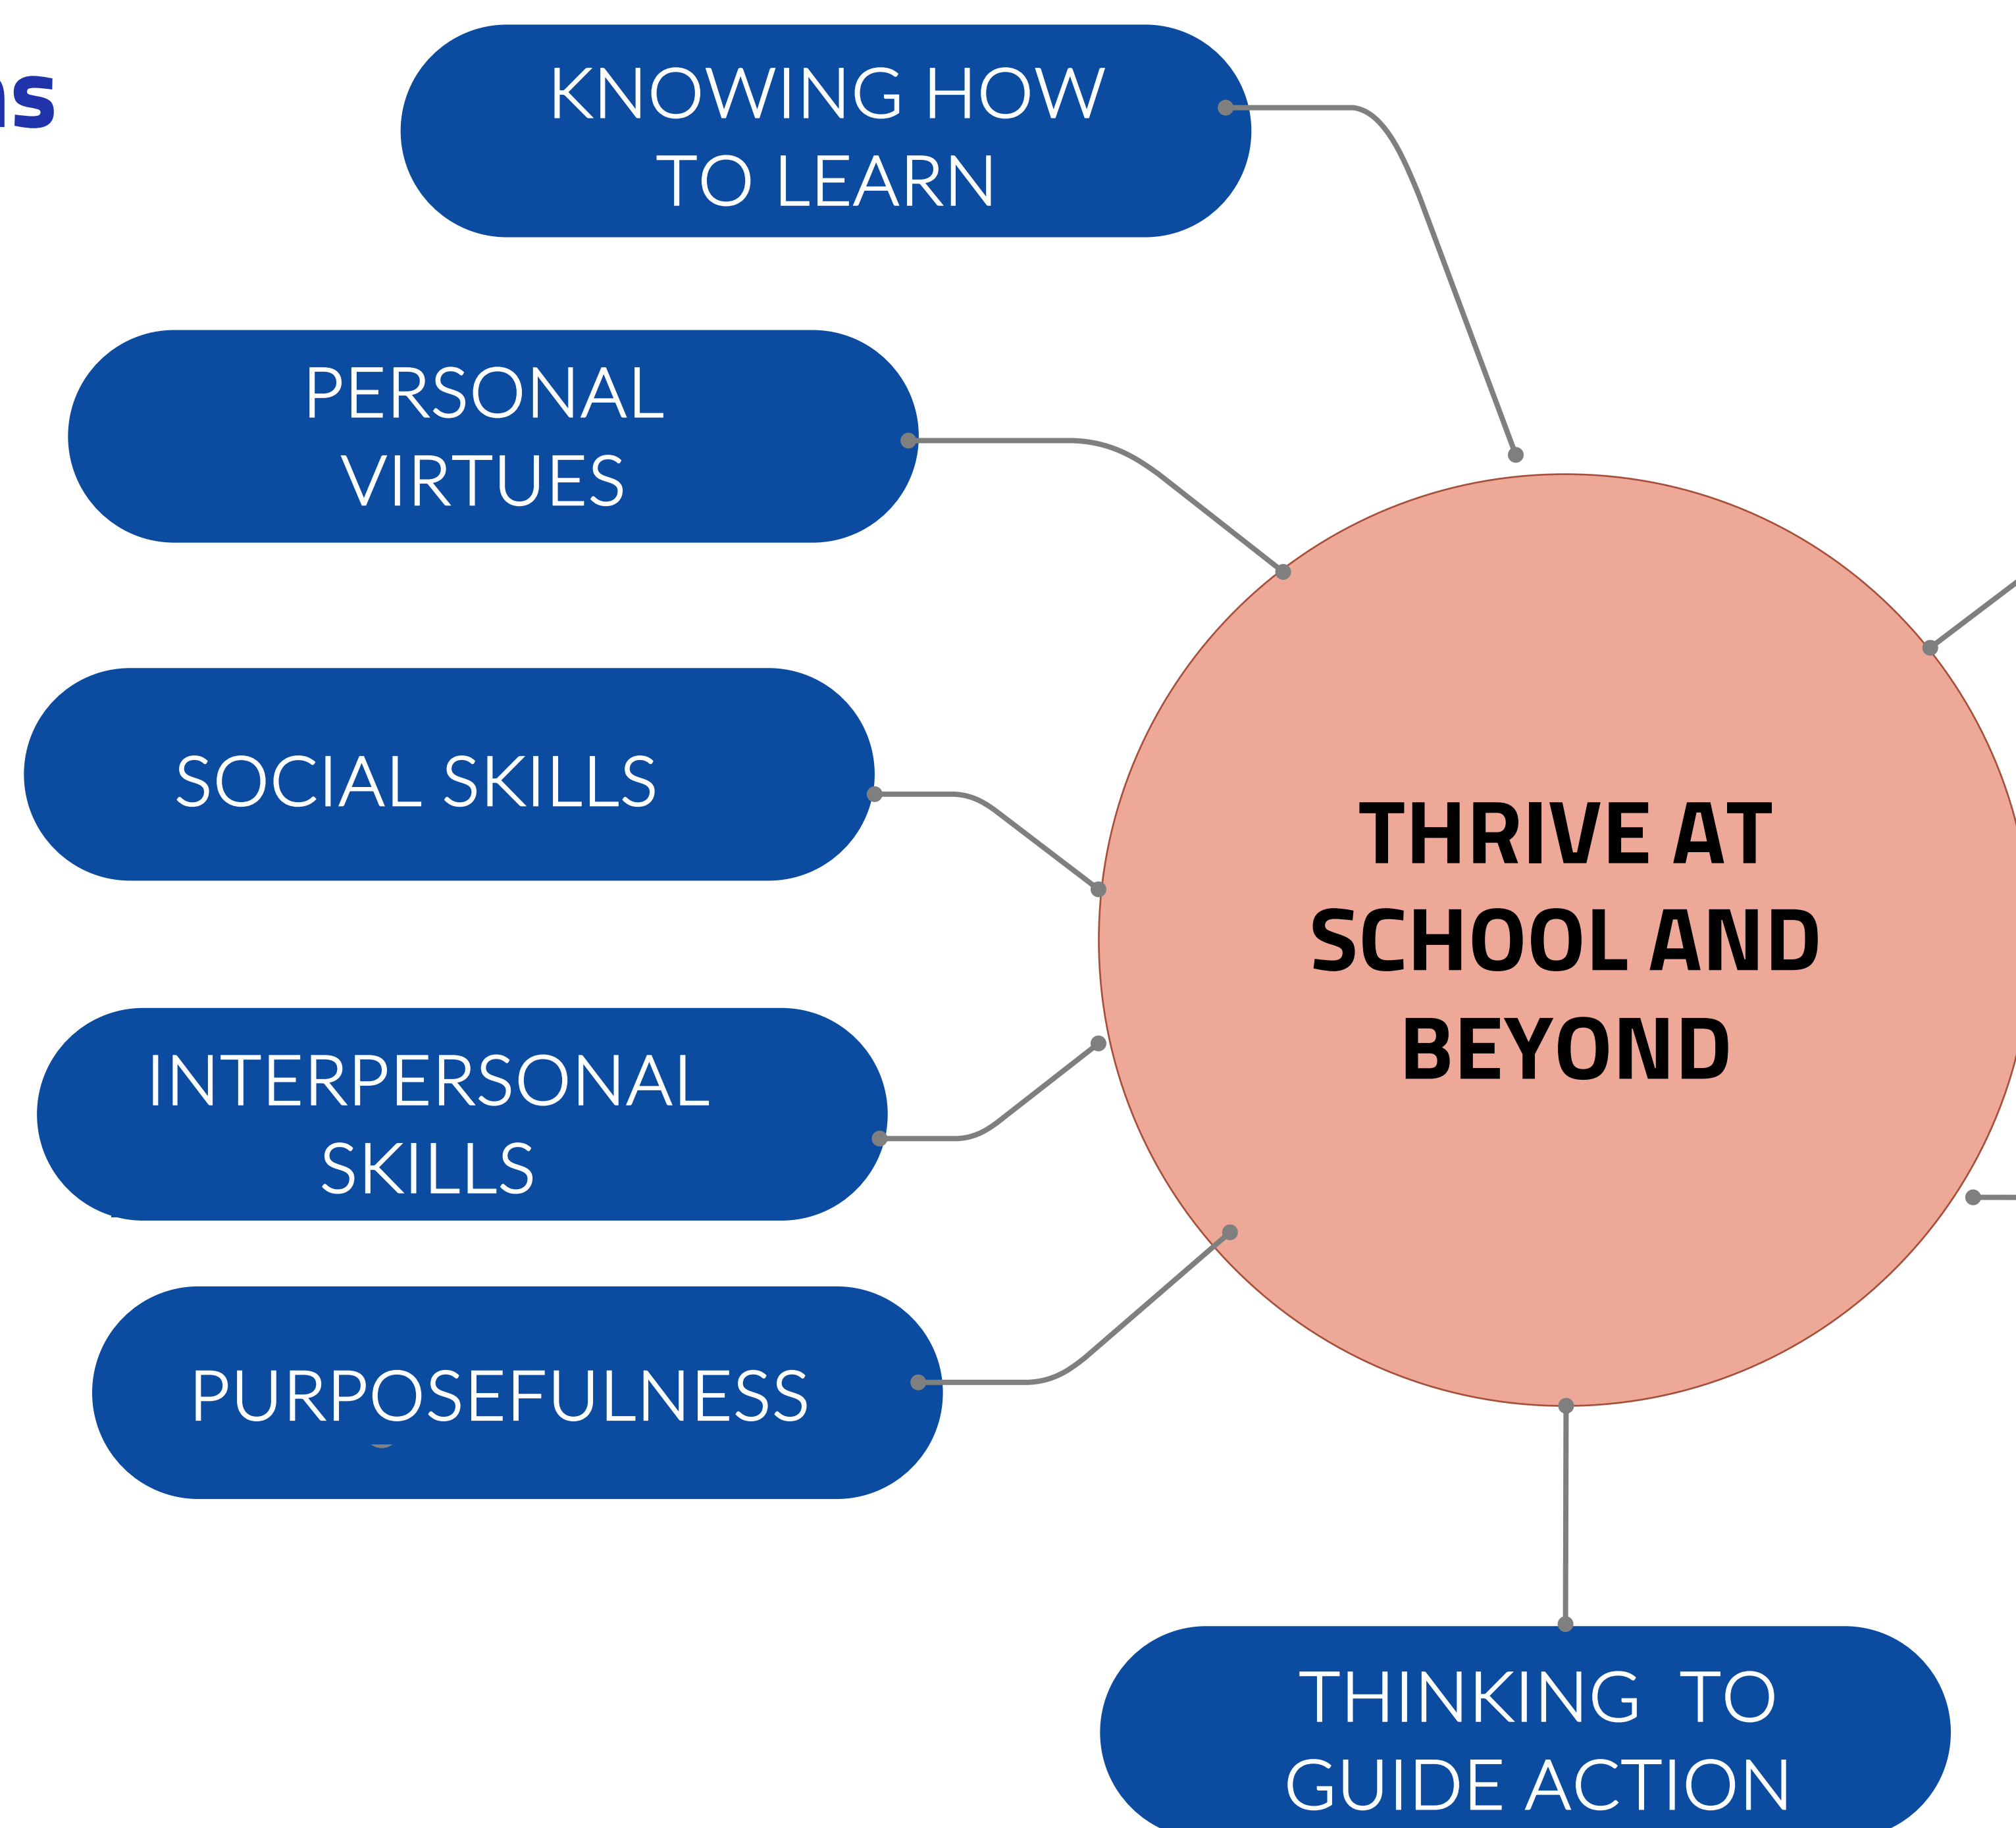 KNOWING HOW
TO LEARN
PERSONAL
VIRTUES
SOCIAL SKILLS
THRIVE AT
SCHOOL AND
BEYOND
INTERPERSONAL
SKILLS
PURPOSEFULNESS
THINKING TO
GUIDE ACTION